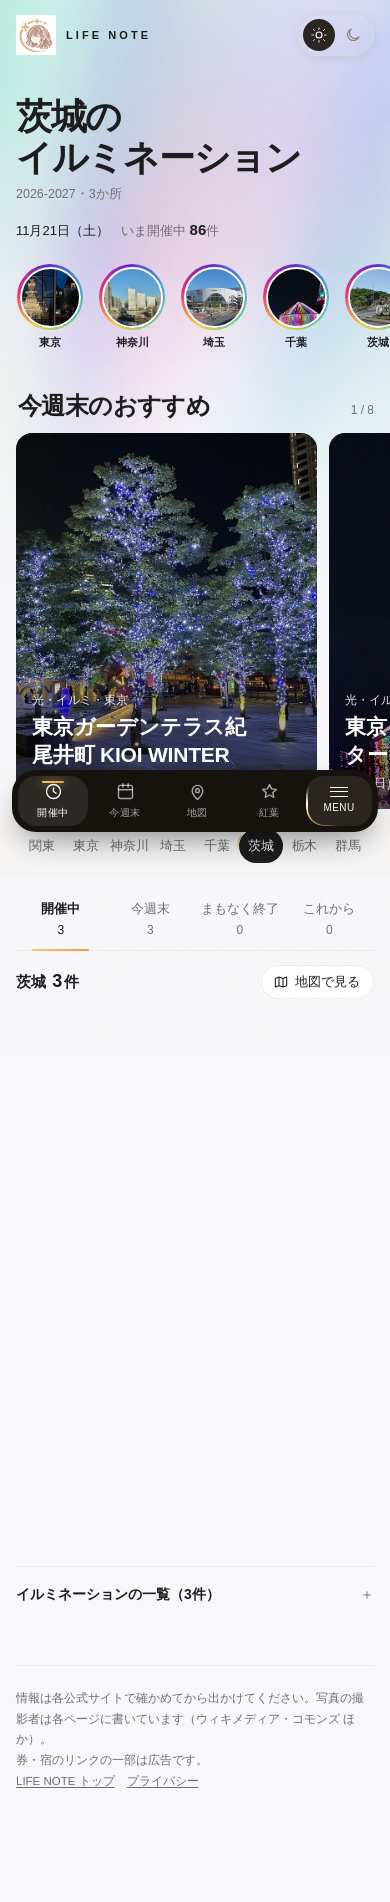 LIFE NOTE
茨城の
イルミネーション
2026-2027・3か所
11月21日（土） いま開催中 86件
東京 神奈川 埼玉 千葉 茨城
今週末のおすすめ
1 / 8
光・イルミ・東京
東京ガーデンテラス紀
尾井町 KIOI WINTER
光・イル
東京
ター
日
開催中 今週末 地図 紅葉 MENU
関東 東京 神奈川 埼玉 千葉 茨城 栃木 群馬
開催中 今週末 まもなく終了 これから
3 3 0 0
茨城 3件
地図で見る
イルミネーションの一覧（3件） +
情報は各公式サイトで確かめてから出かけてください。写真の撮
影者は各ページに書いています（ウィキメディア・コモンズ ほ
か）。
券・宿のリンクの一部は広告です。
LIFE NOTE トップ プライバシー